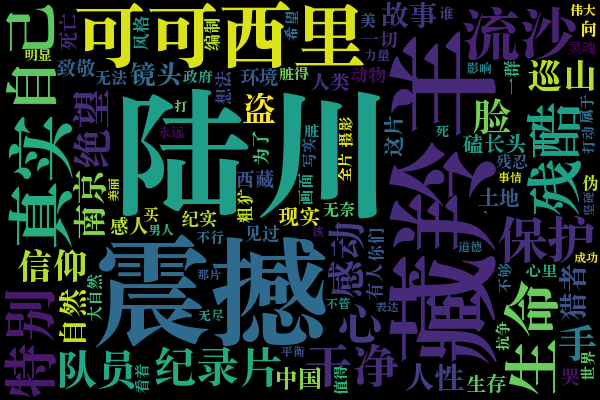 可可西里
陆川
震撼
藏羚羊
真实
自己
绝望
南京
盗
脸
巡山
流沙
残酷
保护
生命
感动
心
特别
信仰
自然
队员
纪录片
干净
人性
猎者
手
中国
生存
故事
镜头
致敬
环境
动物
人类
死亡
风格
编制
希望
美
一切
力量
谁
伟大
问
灵魂
影响
一群
明显
无法
政府
想法
脏得
打
永远
为了
写实
脏
全片
摄影
这片
死
磕长头
残忍
事情
打动
属于
伪
坚硬
土地
西藏
粗犷
画面
现实
无奈
美丽
感人
买
男人
纪实
不行
见过
该
有人
你们
道德
心里
不够
成功
大自然
那片
无尽
不管
平衡
看着
值得
抗争
哭
世界